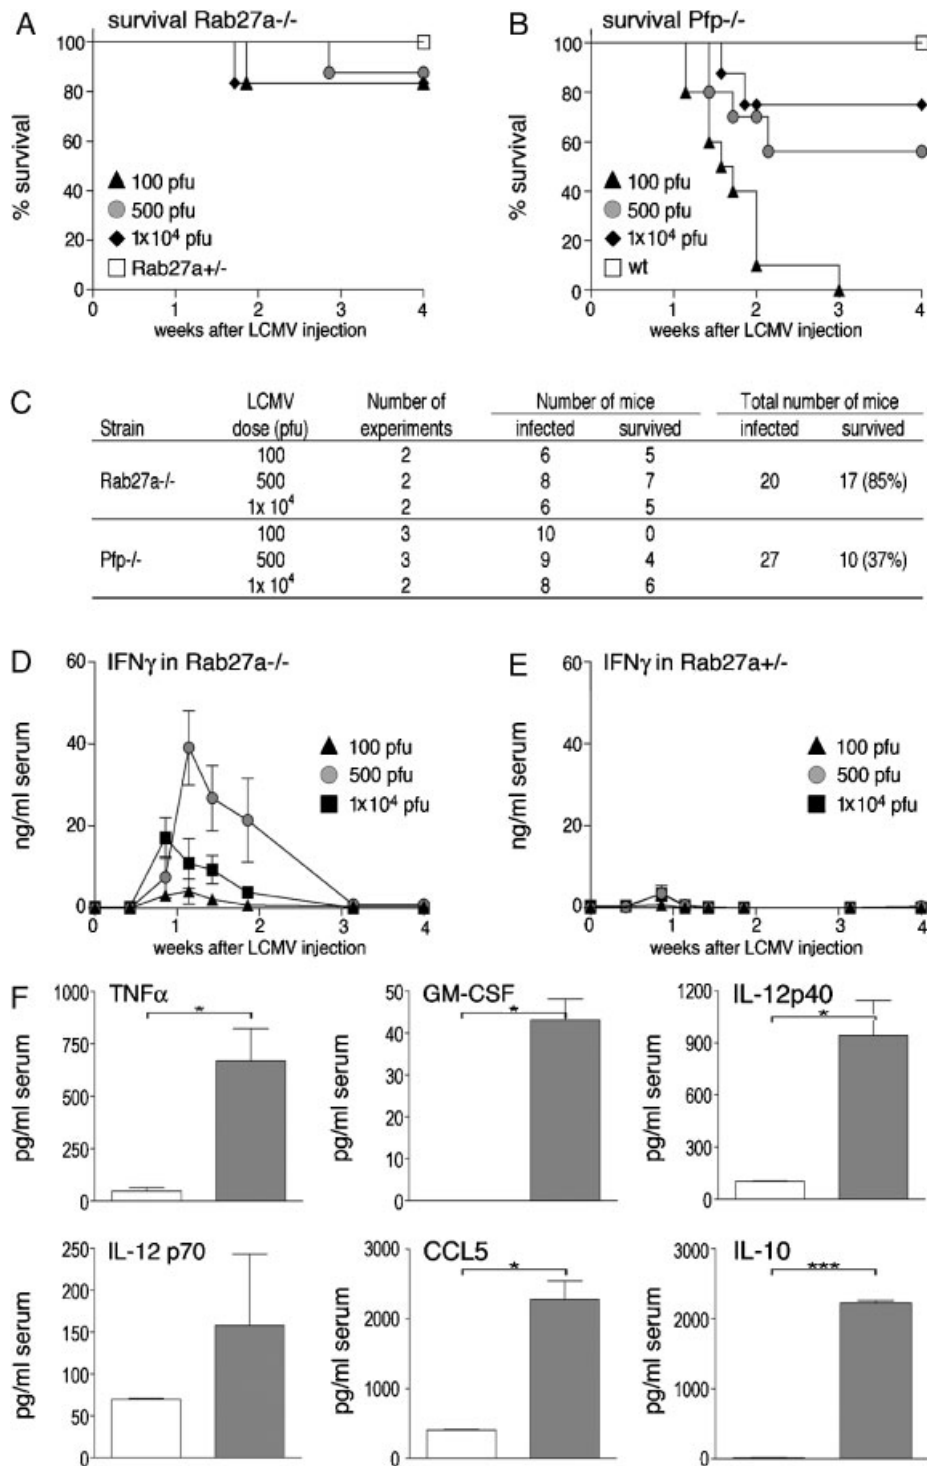 A survival Rab27a-/-
100
80
60
40
20
0
% survival
100 pfu
500 pfu
1x10⁴ pfu
Rab27a+/-
0 1 2 3 4
weeks after LCMV injection
B survival Pfp-/-
100
80
60
40
20
0
% survival
100 pfu
500 pfu
1x10⁴ pfu
wt
0 1 2 3 4
weeks after LCMV injection
C
LCMV Number of Number of mice Total number of mice
Strain dose (pfu) experiments infected survived infected survived
100 2 6 5
Rab27a-/- 500 2 8 7 20 17 (85%)
1x 10⁴ 2 6 5
100 3 10 0
Pfp-/- 500 3 9 4 27 10 (37%)
1x 10⁴ 2 8 6
D IFNγ in Rab27a-/-
60
40
20
0
ng/ml serum
100 pfu
500 pfu
1x10⁴ pfu
0 1 2 3 4
weeks after LCMV injection
E IFNγ in Rab27a+/-
60
40
20
0
ng/ml serum
100 pfu
500 pfu
1x10⁴ pfu
0 1 2 3 4
weeks after LCMV injection
F
TNFα
*
1000
750
500
250
0
pg/ml serum
GM-CSF
*
50
40
30
20
10
0
pg/ml serum
IL-12p40
*
1200
900
600
300
0
pg/ml serum
IL-12 p70
250
200
150
100
50
0
pg/ml serum
CCL5
*
3000
2000
1000
0
pg/ml serum
IL-10
***
3000
2000
1000
0
pg/ml serum